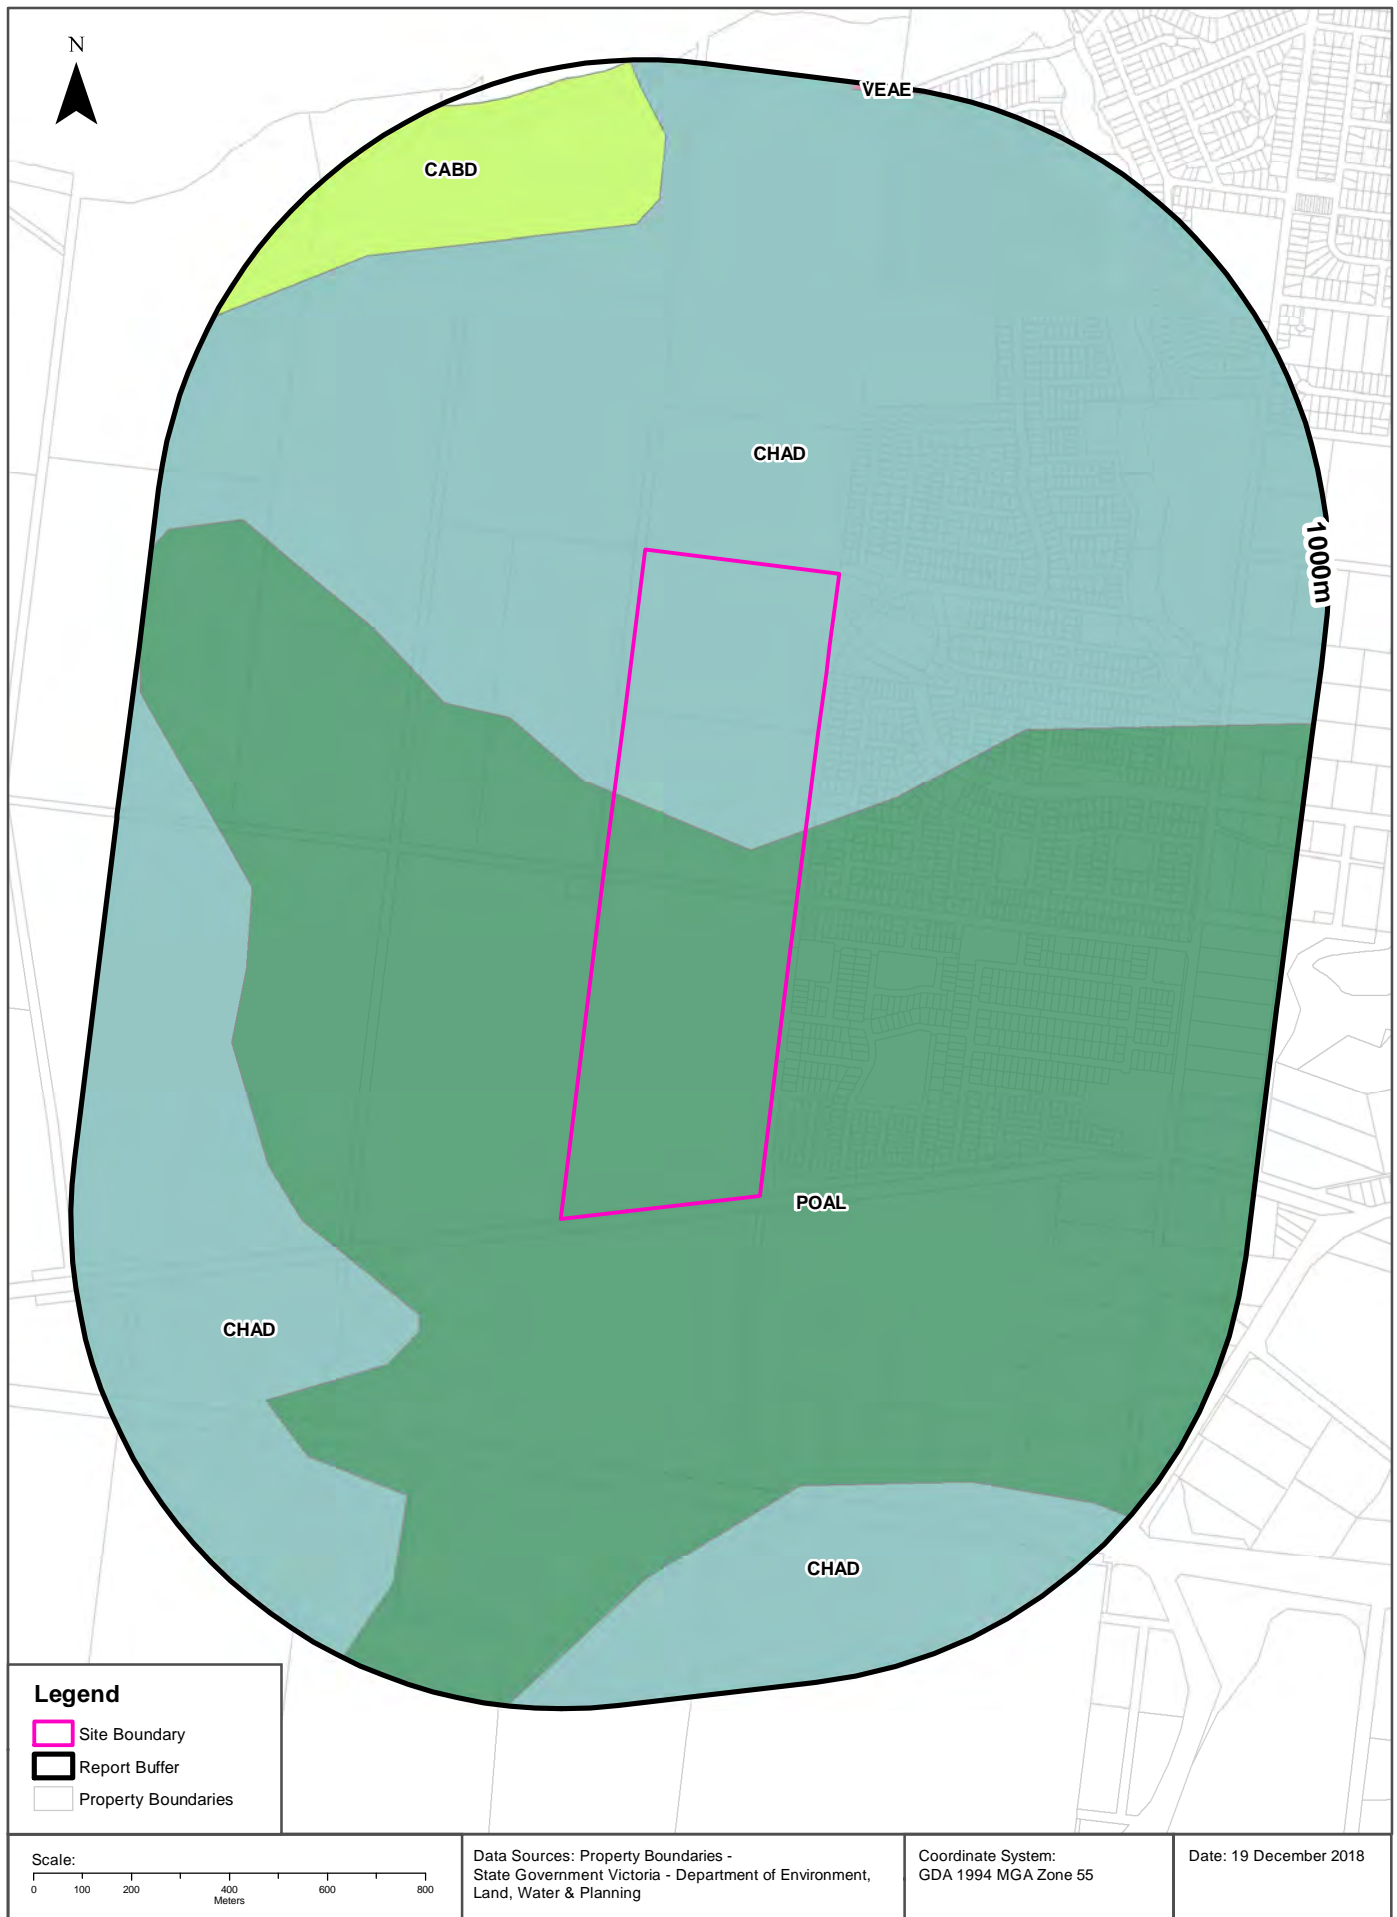 N
VEAE
CABD
CHAD
1000m
POAL
CHAD
CHAD
Legend
Site Boundary
Report Buffer
Property Boundaries
Scale:
0 100 200 400 600 800
Meters
Data Sources: Property Boundaries -
State Government Victoria - Department of Environment,
Land, Water & Planning
Coordinate System:
GDA 1994 MGA Zone 55
Date: 19 December 2018